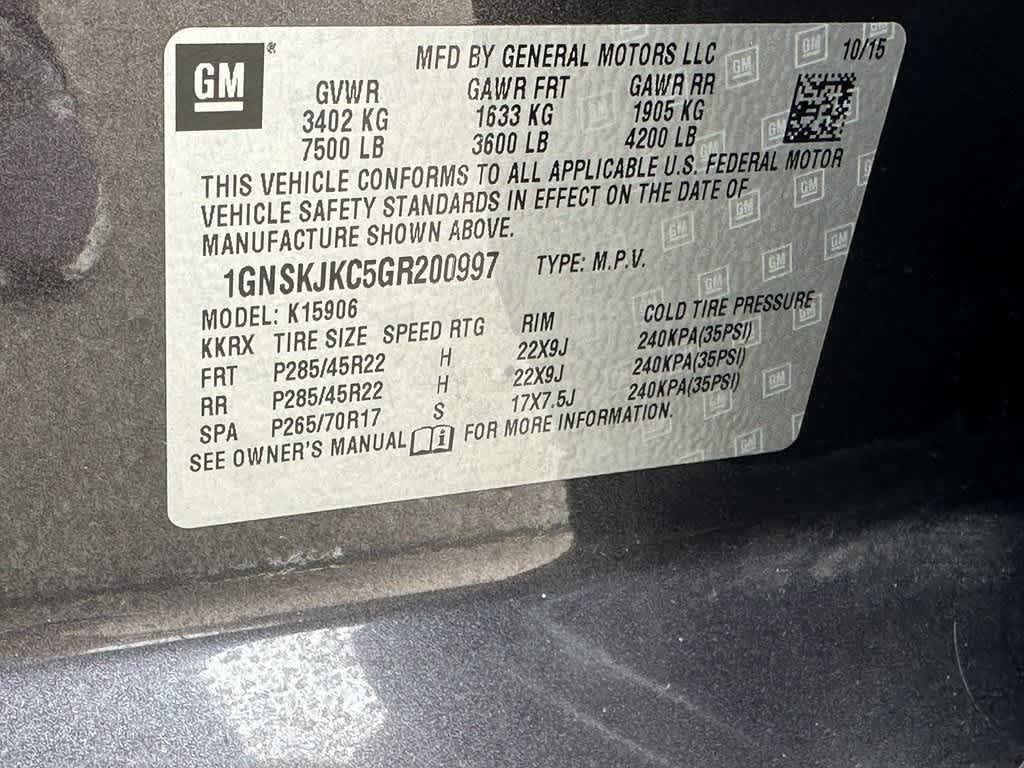 GM
MFD BY GENERAL MOTORS LLC 10/15
GVWR GAWR FRT GAWR RR
3402 KG 1633 KG 1905 KG
7500 LB 3600 LB 4200 LB
THIS VEHICLE CONFORMS TO ALL APPLICABLE U.S. FEDERAL MOTOR
VEHICLE SAFETY STANDARDS IN EFFECT ON THE DATE OF
MANUFACTURE SHOWN ABOVE.
1GNSKJKC5GR200997 TYPE: M.P.V.
MODEL: K15906
KKRX TIRE SIZE SPEED RTG RIM COLD TIRE PRESSURE
FRT P285/45R22 H 22X9J 240KPA(35PSI)
RR P285/45R22 H 22X9J 240KPA(35PSI)
SPA P265/70R17 S 17X7.5J 240KPA(35PSI)
SEE OWNER'S MANUAL FOR MORE INFORMATION.